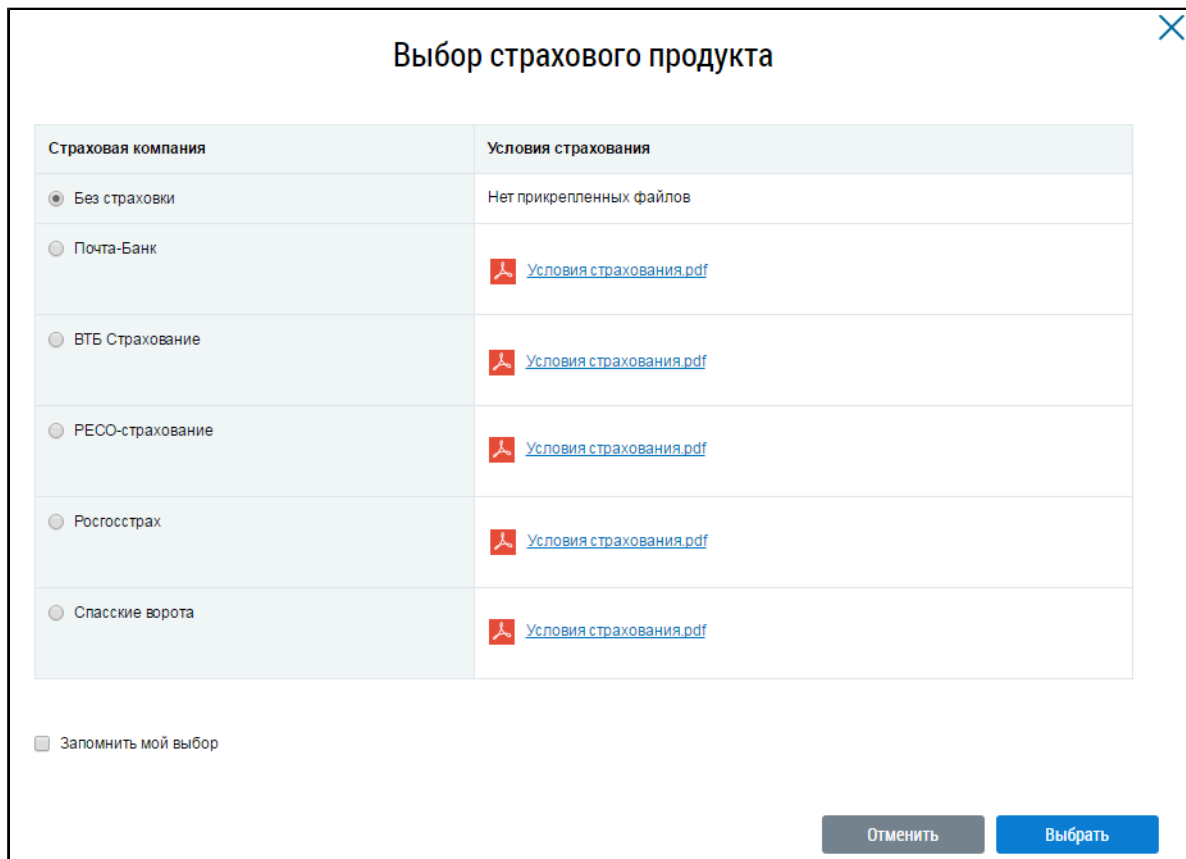 Выбор страхового продукта
Страховая компания Условия страхования
Без страховки Нет прикрепленных файлов
Почта-Банк
Условия страхования.pdf
ВТБ Страхование
Условия страхования.pdf
РЕСО-страхование
Условия страхования.pdf
Росгосстрах
Условия страхования.pdf
Спасские ворота
Условия страхования.pdf
Запомнить мой выбор
Отменить Выбрать